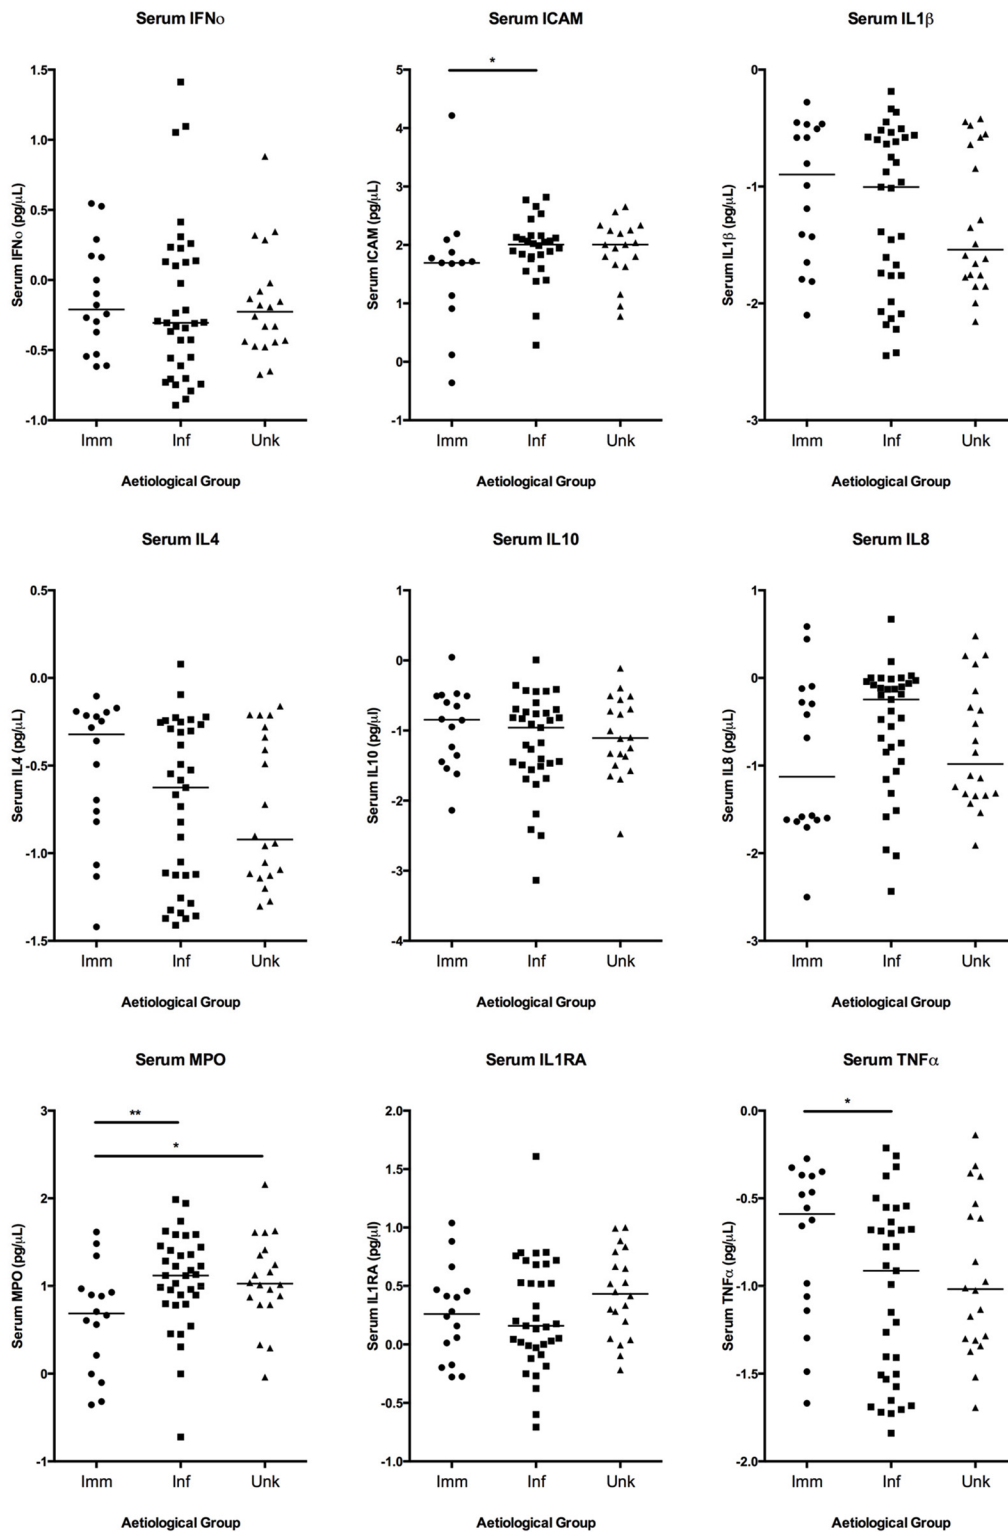 Serum IFNσ
Serum IFNσ (pg/μL)
1.5
1.0
0.5
0.0
-0.5
-1.0
Imm Inf Unk
Aetiological Group
Serum ICAM
Serum ICAM (pg/μL)
*
5
4
3
2
1
0
-1
Imm Inf Unk
Aetiological Group
Serum IL1β
Serum IL1β (pg/μL)
0
-1
-2
-3
Imm Inf Unk
Aetiological Group
Serum IL4
Serum IL4 (pg/μL)
0.5
0.0
-0.5
-1.0
-1.5
Imm Inf Unk
Aetiological Group
Serum IL10
Serum IL10 (pg/μl)
1
0
-1
-2
-3
-4
Imm Inf Unk
Aetiological Group
Serum IL8
Serum IL8 (pg/μL)
1
0
-1
-2
-3
Imm Inf Unk
Aetiological Group
Serum MPO
Serum MPO (pg/μL)
**
*
3
2
1
0
-1
Imm Inf Unk
Aetiological Group
Serum IL1RA
Serum IL1RA (pg/μl)
2.0
1.5
1.0
0.5
0.0
-0.5
-1.0
Imm Inf Unk
Aetiological Group
Serum TNFα
Serum TNFα (pg/μL)
*
0.0
-0.5
-1.0
-1.5
-2.0
Imm Inf Unk
Aetiological Group